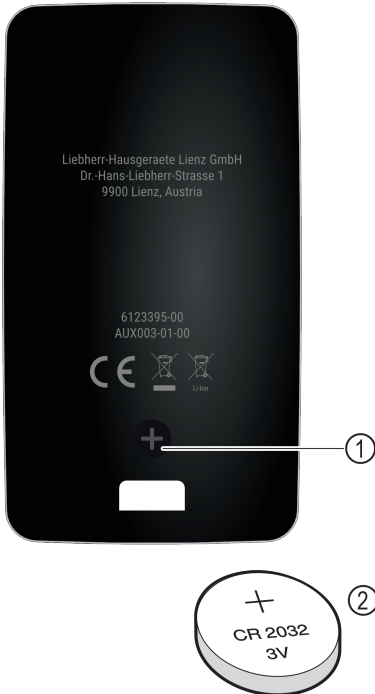 Liebherr-Hausgeraete Lienz GmbH
Dr.-Hans-Liebherr-Strasse 1
9900 Lienz, Austria
6123395-00
AUX003-01-00
CE
Li-Ion
+
1
2
+
CR 2032
3V